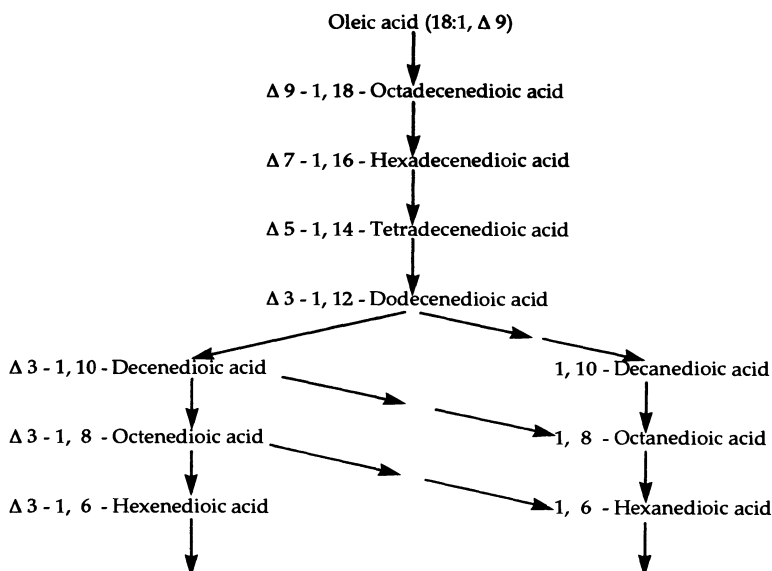 Oleic acid (18:1, Δ 9)
Δ 9 - 1, 18 - Octadecenedioic acid
Δ 7 - 1, 16 - Hexadecenedioic acid
Δ 5 - 1, 14 - Tetradecenedioic acid
Δ 3 - 1, 12 - Dodecenedioic acid
Δ 3 - 1, 10 - Decenedioic acid
1, 10 - Decanedioic acid
Δ 3 - 1, 8 - Octenedioic acid
1, 8 - Octanedioic acid
Δ 3 - 1, 6 - Hexenedioic acid
1, 6 - Hexanedioic acid